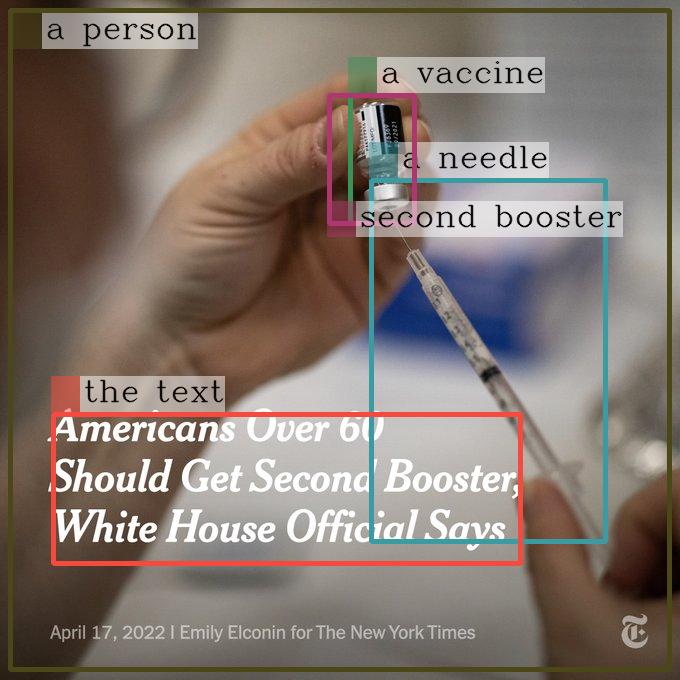 a person
a vaccine
a needle
second booster
the text
Americans Over 60
Should Get Second Booster,
White House Official Says
April 17, 2022 | Emily Elconin for The New York Times